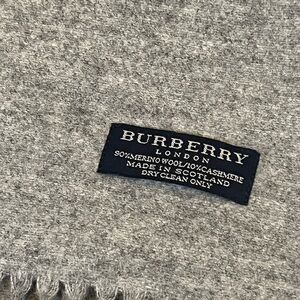 BURBERRY
LONDON
90%MERINO WOOL/10%CASHMERE
MADE IN SCOTLAND
DRY CLEAN ONLY